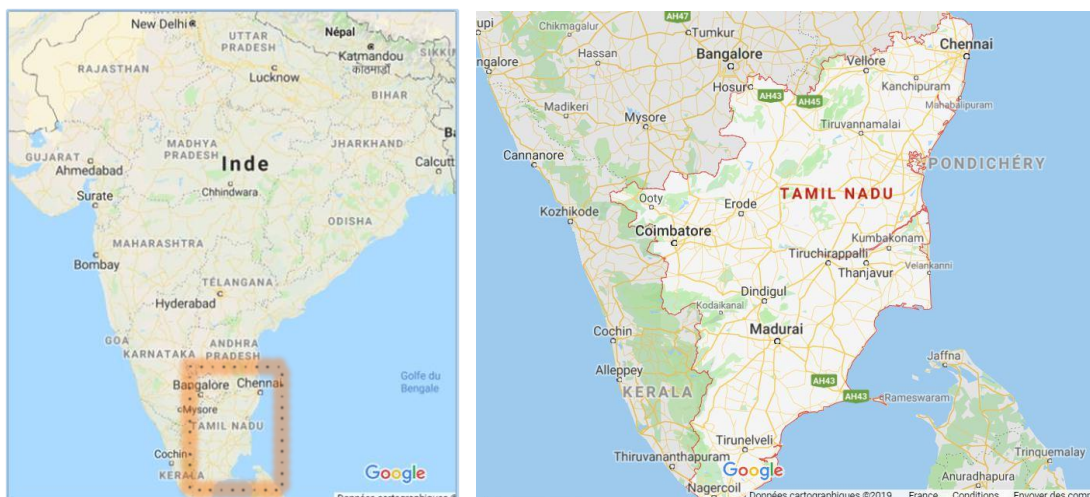 New Delhi
Népal
UTTAR
PRADESH
Katmandou
काठमाडौं
RAJASTHAN
Lucknow
BIHAR
GUJARAT
Ahmedabad
MADHYA
PRADESH
Inde
JHARKHAND
Chhindwara
Surate
ODISHA
MAHARASHTRA
Bombay
TELANGANA
Hyderabad
GOA
KARNATAKA
ANDHRA
PRADESH
Golfe du
Bengale
Bangalore
Chennai
Mysore
TAMIL NADU
Cochin
KERALA
Google
AH47
Tumkur
Chikmagalur
Hassan
Bangalore
Chennai
Vellore
Hosur
AH43
AH45
Kanchipuram
Madikeri
Mysore
Mahabalipuram
Tiruvannamalai
Cannanore
PONDICHÉRY
Ooty
Erode
TAMIL NADU
Kozhikode
Coimbatore
Kumbakonam
Tiruchirappalli
Thanjavur
Velankanni
Dindigul
Kodaikanal
Madurai
Cochin
Alleppey
Jaffna
AH43
AH43
KERALA
Rameswaram
Tirunelveli
Thiruvananthapuram
Trinquemalay
Google
Anuradhapura
Nagercoil
Données cartographiques ©2019 France Conditions